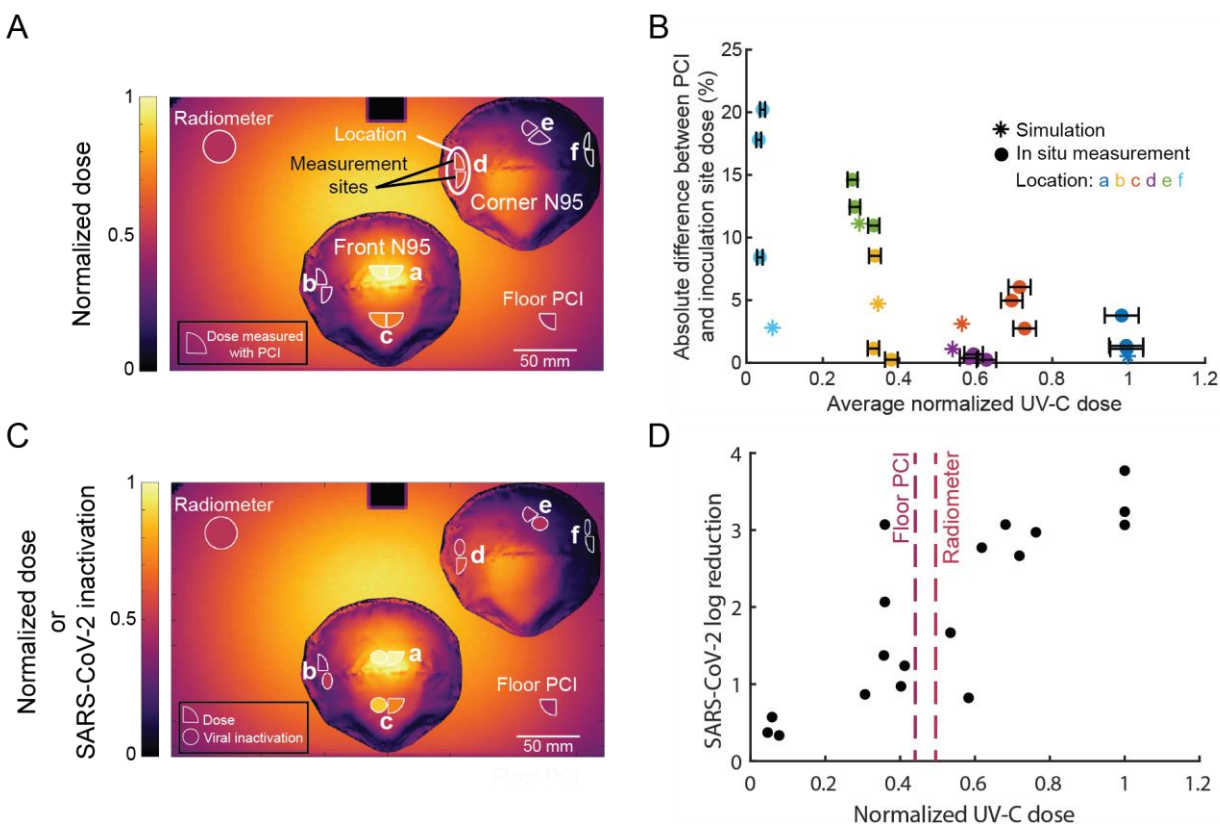 A
Normalized dose
1
0.5
0
Radiometer
Location
Measurement
sites
e
f
d
Corner N95
Front N95
a
b
c
Floor PCI
Dose measured
with PCI
50 mm
B
Absolute difference between PCI
and inoculation site dose (%)
25
20
15
10
5
0
0
0.2
0.4
0.6
0.8
1
1.2
Average normalized UV-C dose
Simulation
In situ measurement
Location: a b c d e f
C
Normalized dose
or
SARS-CoV-2 inactivation
1
0.5
0
Radiometer
e
f
d
a
b
c
Floor PCI
Dose
Viral inactivation
50 mm
Floor PCI
D
SARS-CoV-2 log reduction
4
3
2
1
0
Floor PCI
Radiometer
0
0.2
0.4
0.6
0.8
1
1.2
Normalized UV-C dose